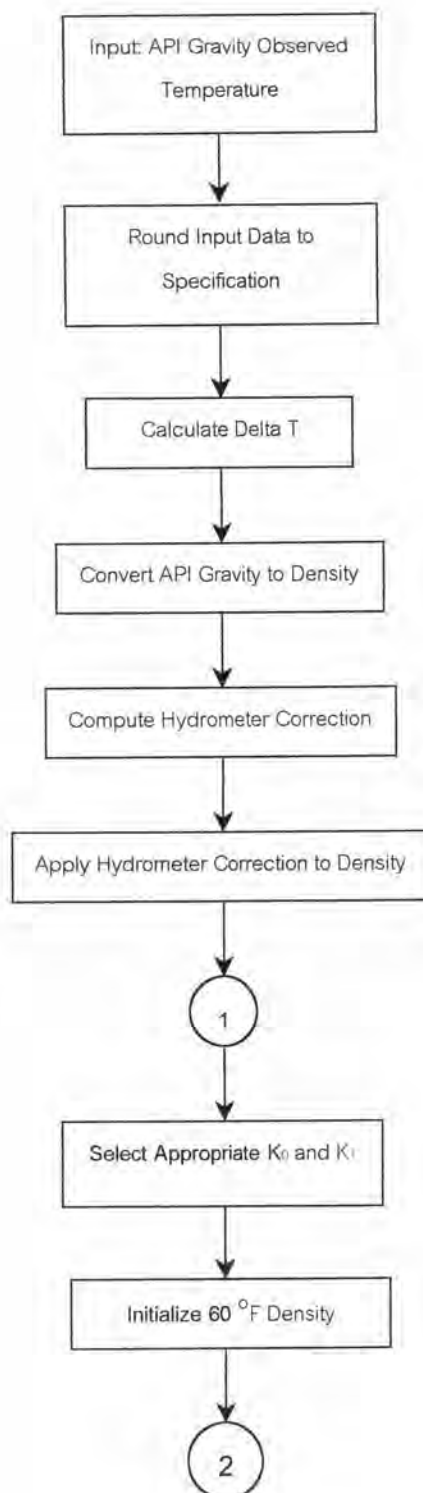 Input: API Gravity Observed
Temperature
Round Input Data to
Specification
Calculate Delta T
Convert API Gravity to Density
Compute Hydrometer Correction
Apply Hydrometer Correction to Density
1
Select Appropriate K₀ and K₁
Initialize 60 °F Density
2